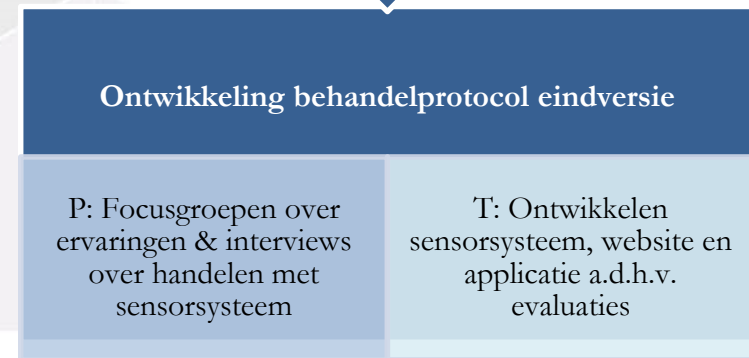 Ontwikkeling behandelprotocol eindversie
P: Focusgroepen over
ervaringen & interviews
over handelen met
sensorsysteem
T: Ontwikkelen
sensorsysteem, website en
applicatie a.d.h.v.
evaluaties